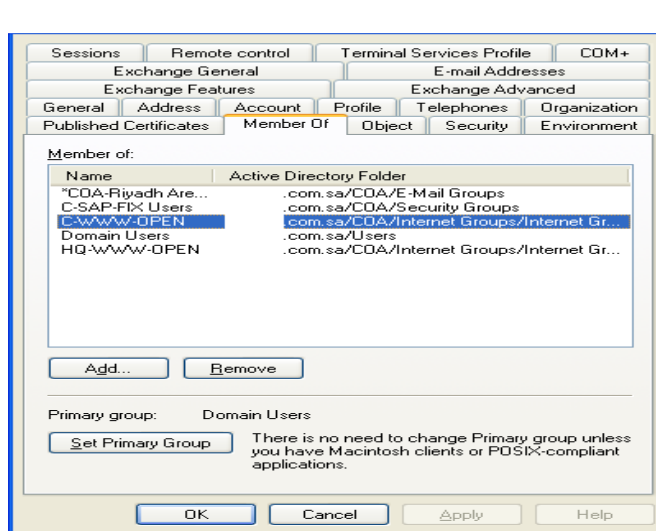 Sessions Remote control Terminal Services Profile COM+
Exchange General E-mail Addresses
Exchange Features Exchange Advanced
General Address Account Profile Telephones Organization
Published Certificates Member Of Object Security Environment
Member of:
Name Active Directory Folder
*COA-Riyadh Are... .com.sa/COA/E-Mail Groups
C-SAP-FIX Users .com.sa/COA/Security Groups
C-WWW-OPEN .com.sa/COA/Internet Groups/Internet Gr...
Domain Users .com.sa/Users
HQ-WWW-OPEN .com.sa/COA/Internet Groups/Internet Gr...
Add... Remove
Primary group: Domain Users
Set Primary Group There is no need to change Primary group unless
you have Macintosh clients or POSIX-compliant
applications.
OK Cancel Apply Help